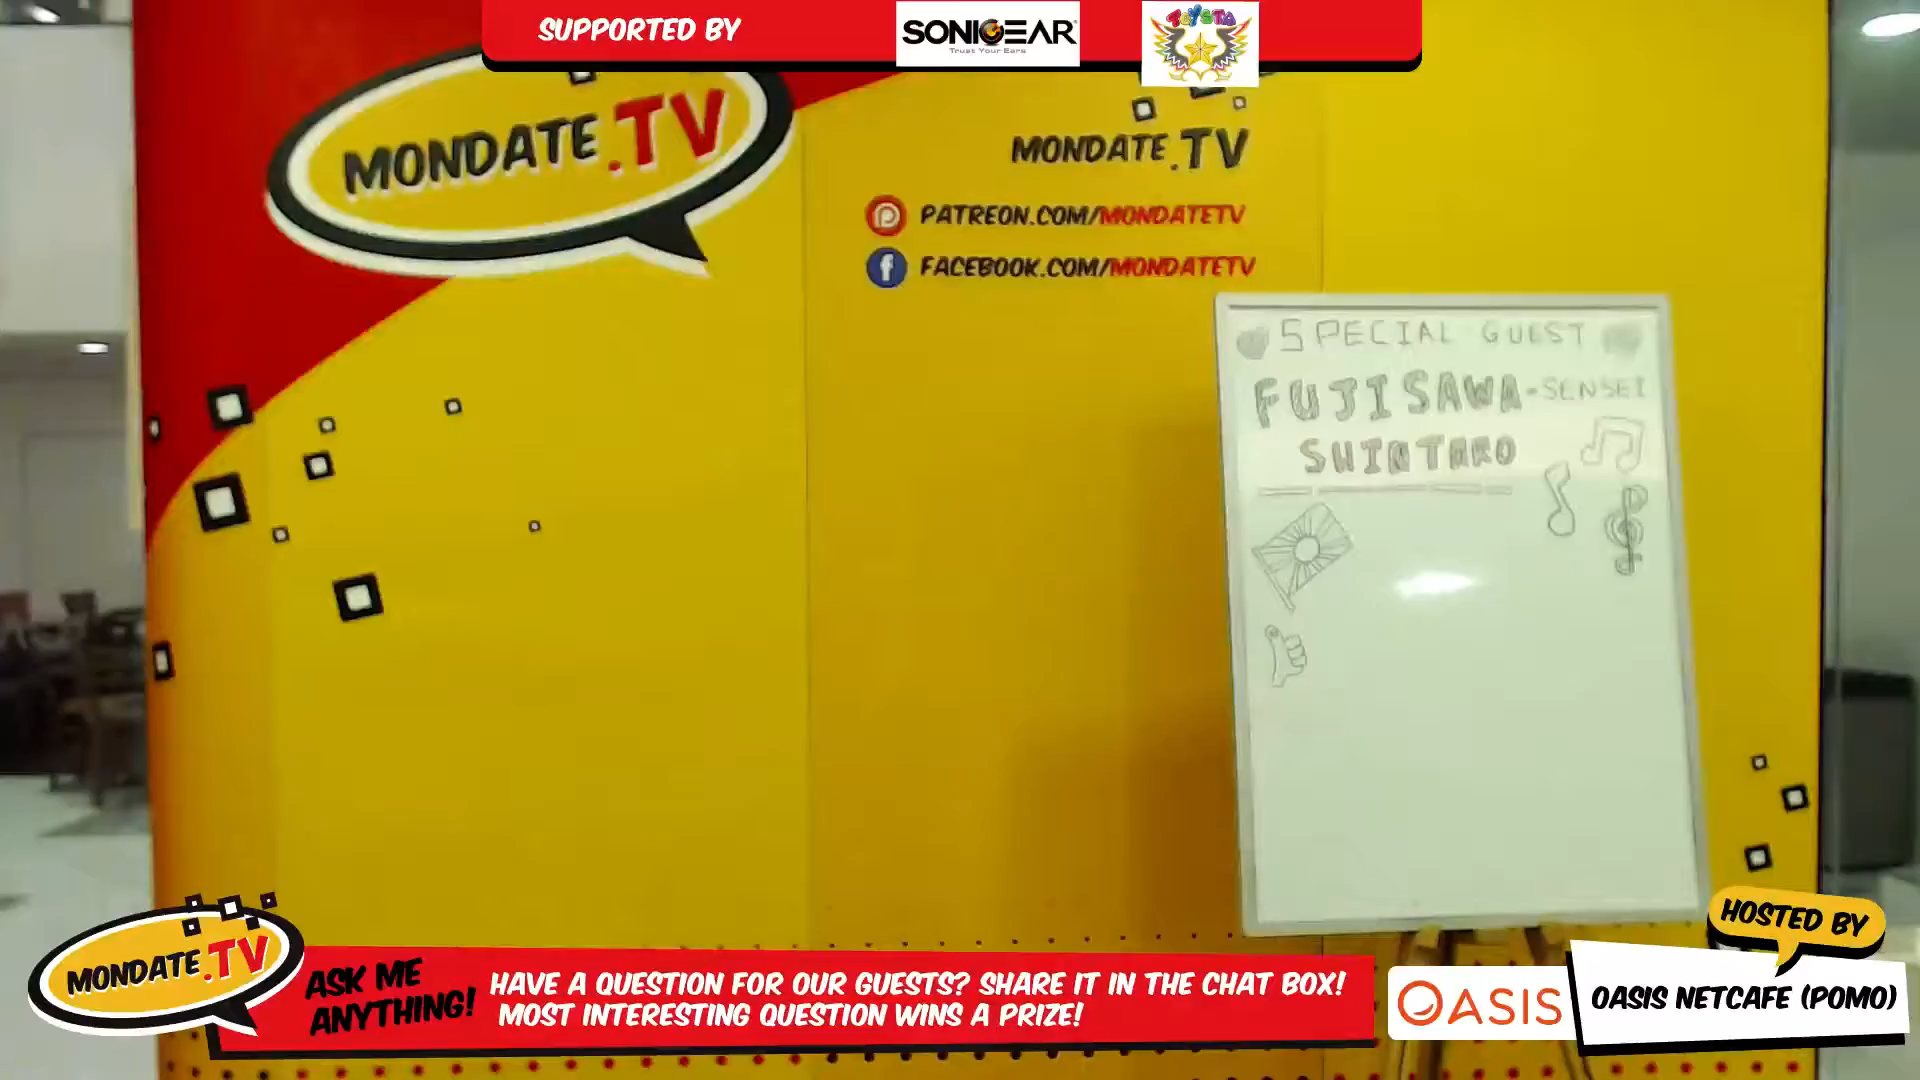 SUPPORTED BY
SONICGEAR
Trust Your Ears
TOYSTA
MONDATE.TV
MONDATE.TV
PATREON.COM/MONDATETV
FACEBOOK.COM/MONDATETV
SPECIAL GUEST
FUJISAWA-SENSEI
SHINTARO
MONDATE.TV
ASK ME
ANYTHING!
HAVE A QUESTION FOR OUR GUESTS? SHARE IT IN THE CHAT BOX!
MOST INTERESTING QUESTION WINS A PRIZE!
OASIS
HOSTED BY
OASIS NETCAFE (POMO)